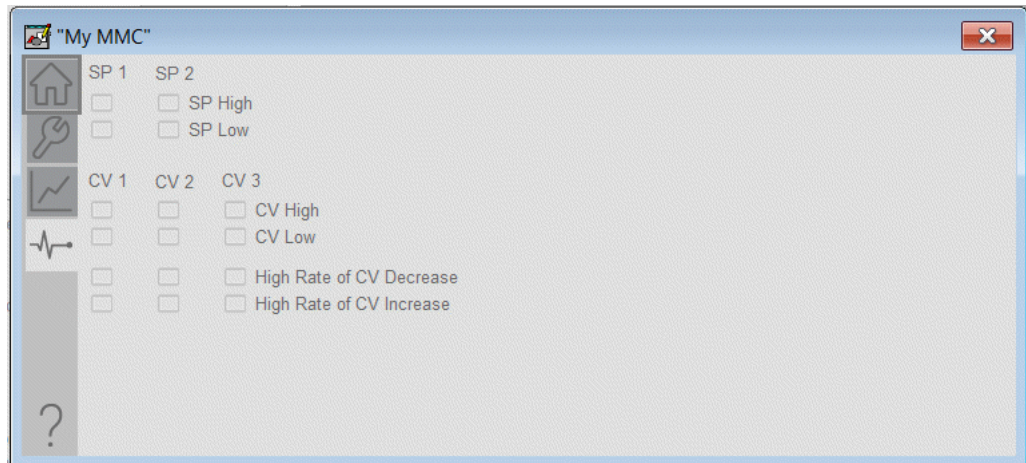 "My MMC"
SP 1 SP 2
SP High
SP Low
CV 1 CV 2 CV 3
CV High
CV Low
High Rate of CV Decrease
High Rate of CV Increase
?